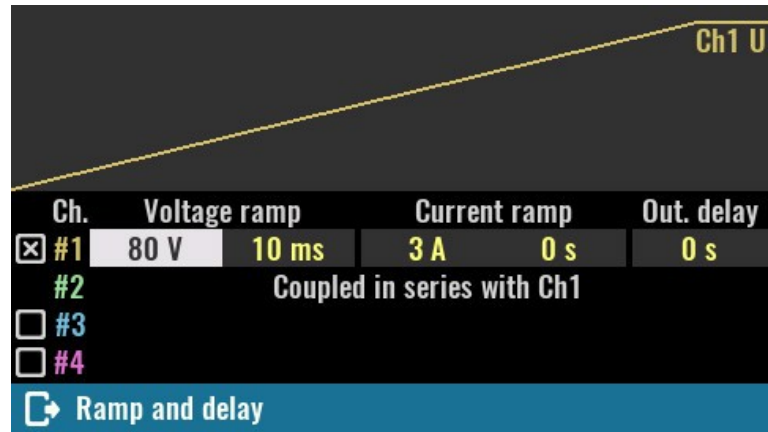 Ch1 U
Ch. Voltage ramp Current ramp Out. delay
#1 80 V 10 ms 3 A 0 s 0 s
#2 Coupled in series with Ch1
#3
#4
Ramp and delay